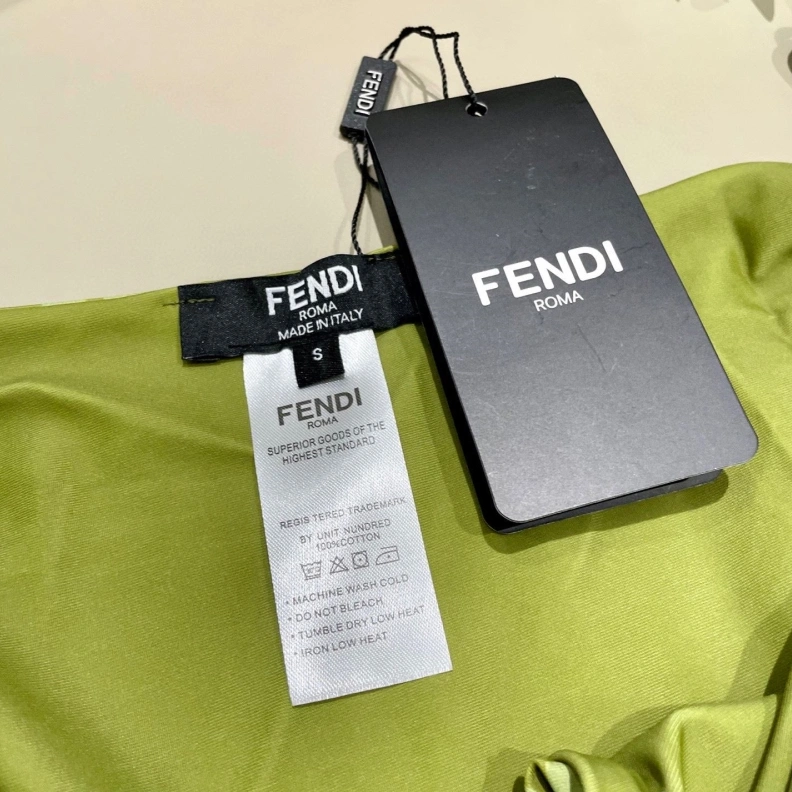 FENDI
FENDI
ROMA
FENDI
ROMA
MADE IN ITALY
S
FENDI
ROMA
SUPERIOR GOODS OF THE
HIGHEST STANDARD
REGIS TERED TRADEMARK
BY UNIT NUNDRED
100%COTTON
• MACHINE WASH COLD
• DO NOT BLEACH
• TUMBLE DRY LOW HEAT
• IRON LOW HEAT